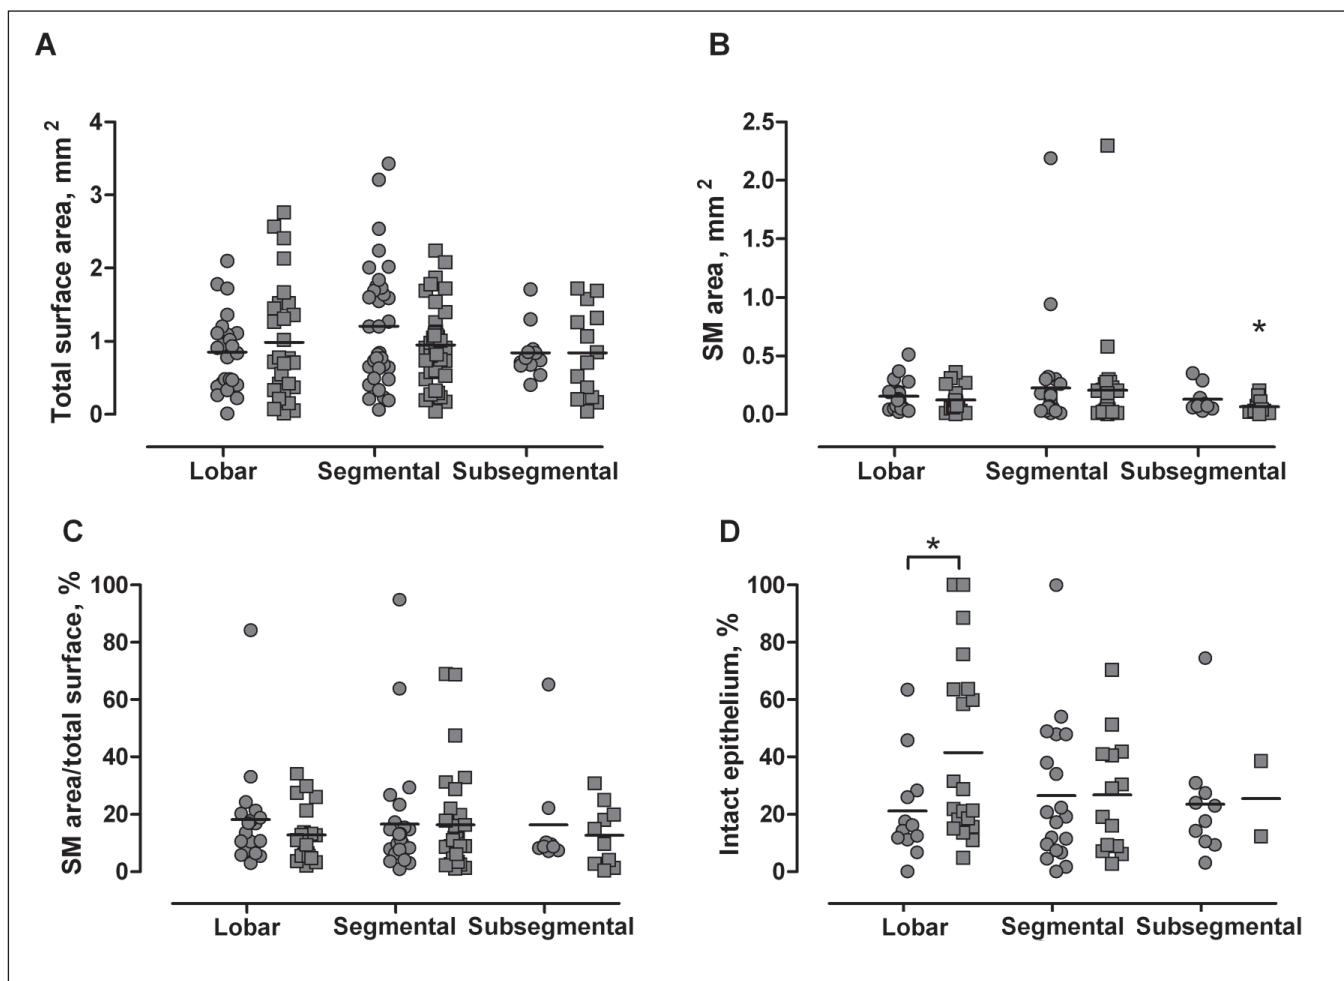 A
Total surface area, mm 2
4
3
2
1
0
Lobar Segmental Subsegmental
B
SM area, mm 2
2.5
2.0
1.5
1.0
0.5
0.0
*
Lobar Segmental Subsegmental
C
SM area/total surface, %
100
80
60
40
20
0
Lobar Segmental Subsegmental
D
Intact epithelium, %
100
80
60
40
20
0
*
Lobar Segmental Subsegmental